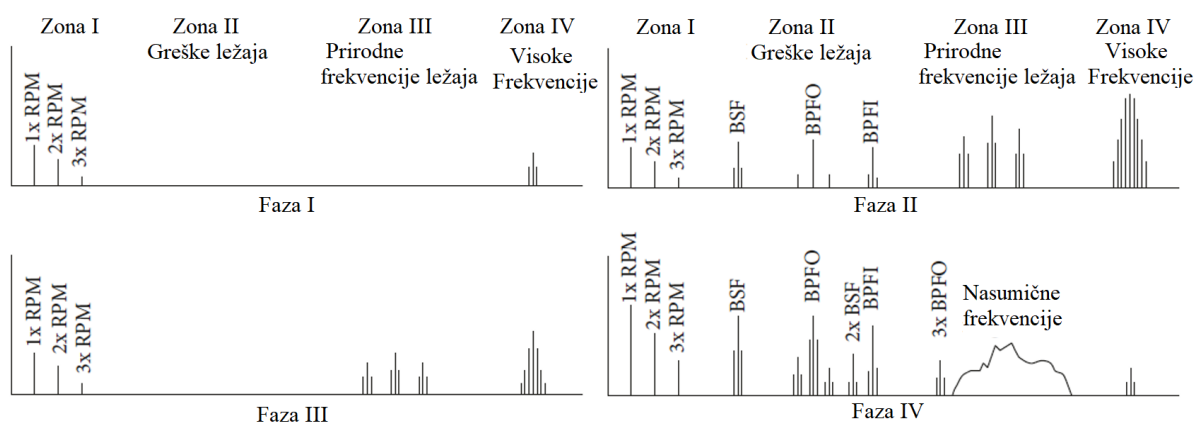 Zona I
Zona II
Greške ležaja
Zona III
Prirodne
frekvencije ležaja
Zona IV
Visoke
Frekvencije
1x RPM
2x RPM
3x RPM
Faza I
Zona I
Zona II
Greške ležaja
Zona III
Prirodne
frekvencije ležaja
Zona IV
Visoke
Frekvencije
1x RPM
2x RPM
3x RPM
BSF
BPFO
BPFI
Faza II
1x RPM
2x RPM
3x RPM
Faza III
1x RPM
2x RPM
3x RPM
BSF
BPFO
2x BSF
BPFI
3x BPFO
Nasumične
frekvencije
Faza IV